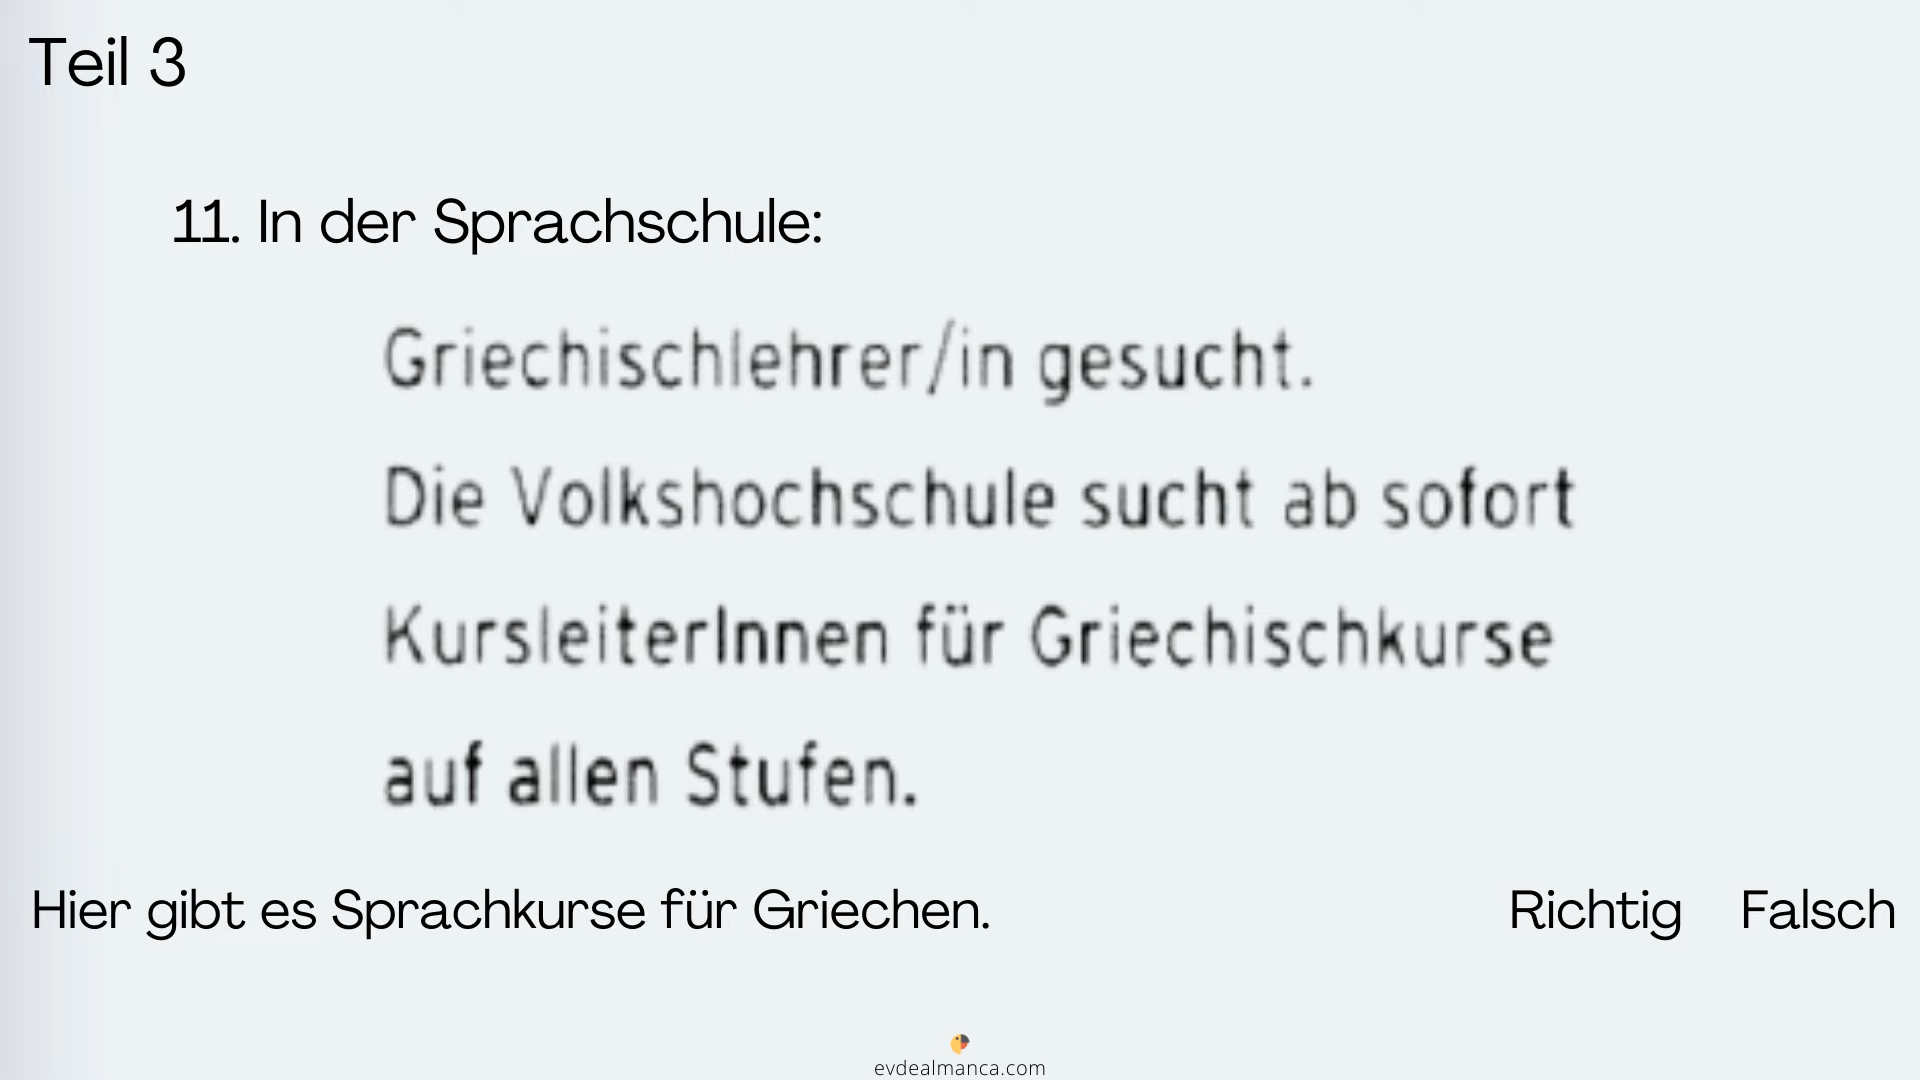 Teil 3
11. In der Sprachschule:
Griechischlehrer/in gesucht.
Die Volkshochschule sucht ab sofort
KursleiterInnen für Griechischkurse
auf allen Stufen.
Hier gibt es Sprachkurse für Griechen. Richtig Falsch
evdealmanca.com